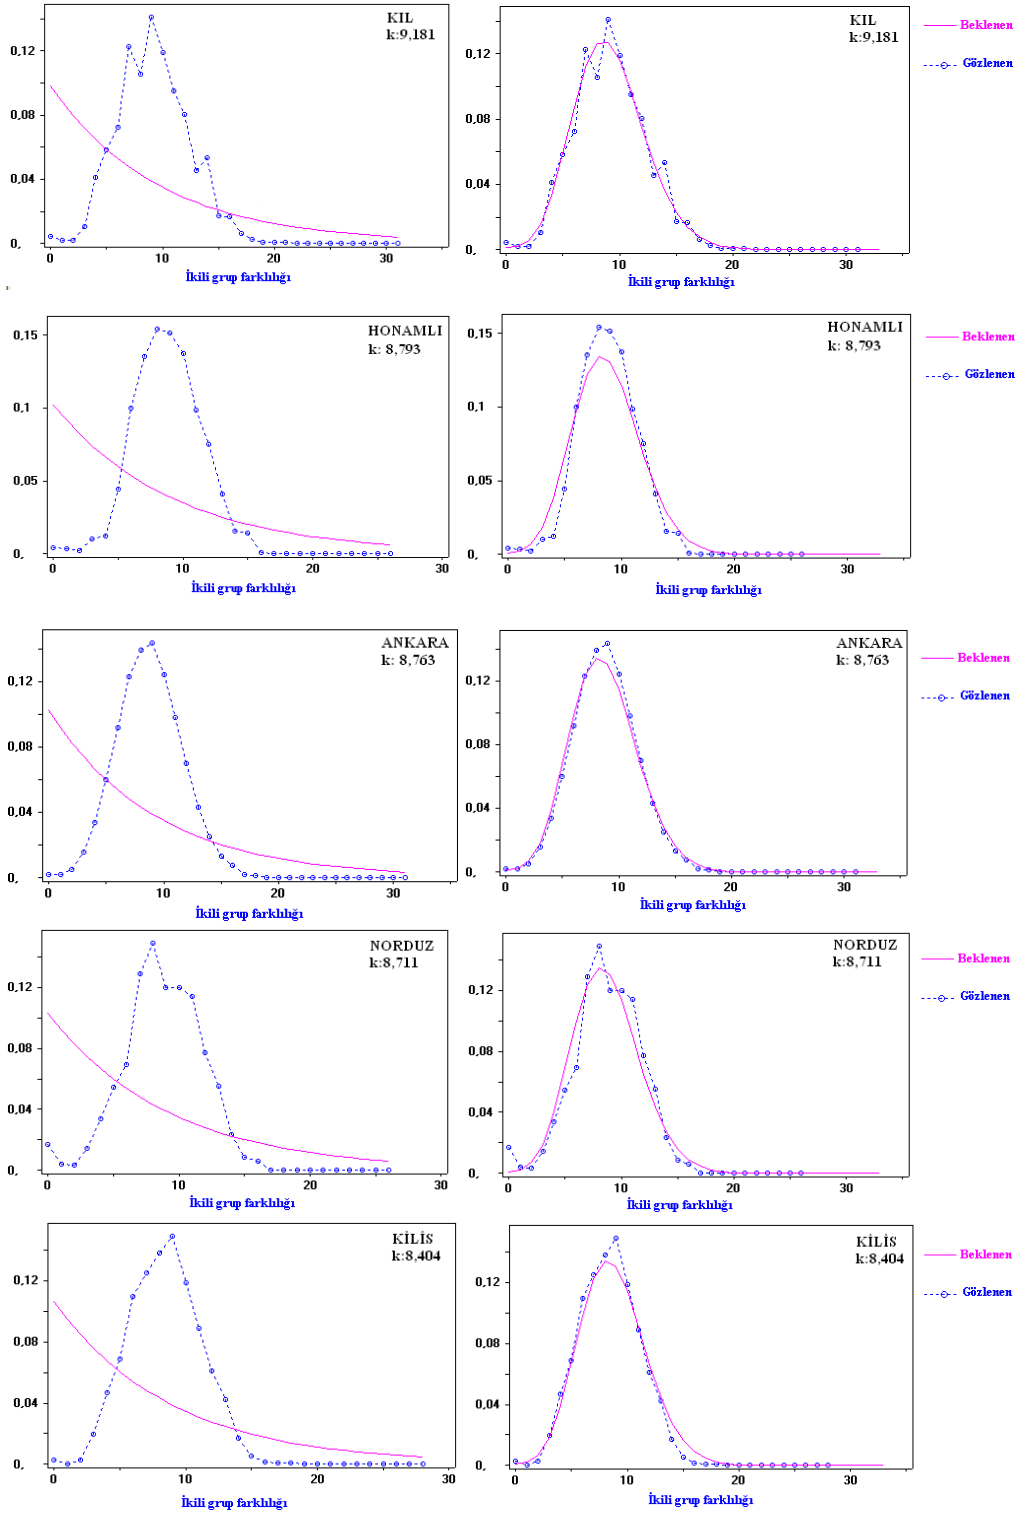 KIL
k:9,181
0,12
0,08
0,04
0,
0
10
20
30
İkili grup farklılığı
KIL
k:9,181
0,12
0,08
0,04
0,
0
10
20
30
İkili grup farklılığı
Beklenen
Gözlenen
HONAMLI
k: 8,793
0,15
0,1
0,05
0,
0
10
20
30
İkili grup farklılığı
HONAMLI
k: 8,793
0,15
0,1
0,05
0,
0
10
20
30
İkili grup farklılığı
Beklenen
Gözlenen
ANKARA
k: 8,763
0,12
0,08
0,04
0,
0
10
20
30
İkili grup farklılığı
ANKARA
k: 8,763
0,12
0,08
0,04
0,
0
10
20
30
İkili grup farklılığı
Beklenen
Gözlenen
NORDUZ
k:8,711
0,12
0,08
0,04
0,
0
10
20
30
İkili grup farklılığı
NORDUZ
k:8,711
0,12
0,08
0,04
0,
0
10
20
30
İkili grup farklılığı
Beklenen
Gözlenen
KİLİS
k:8,404
0,12
0,08
0,04
0,
0
10
20
30
İkili grup farklılığı
KİLİS
k:8,404
0,12
0,08
0,04
0,
0
10
20
30
İkili grup farklılığı
Beklenen
Gözlenen